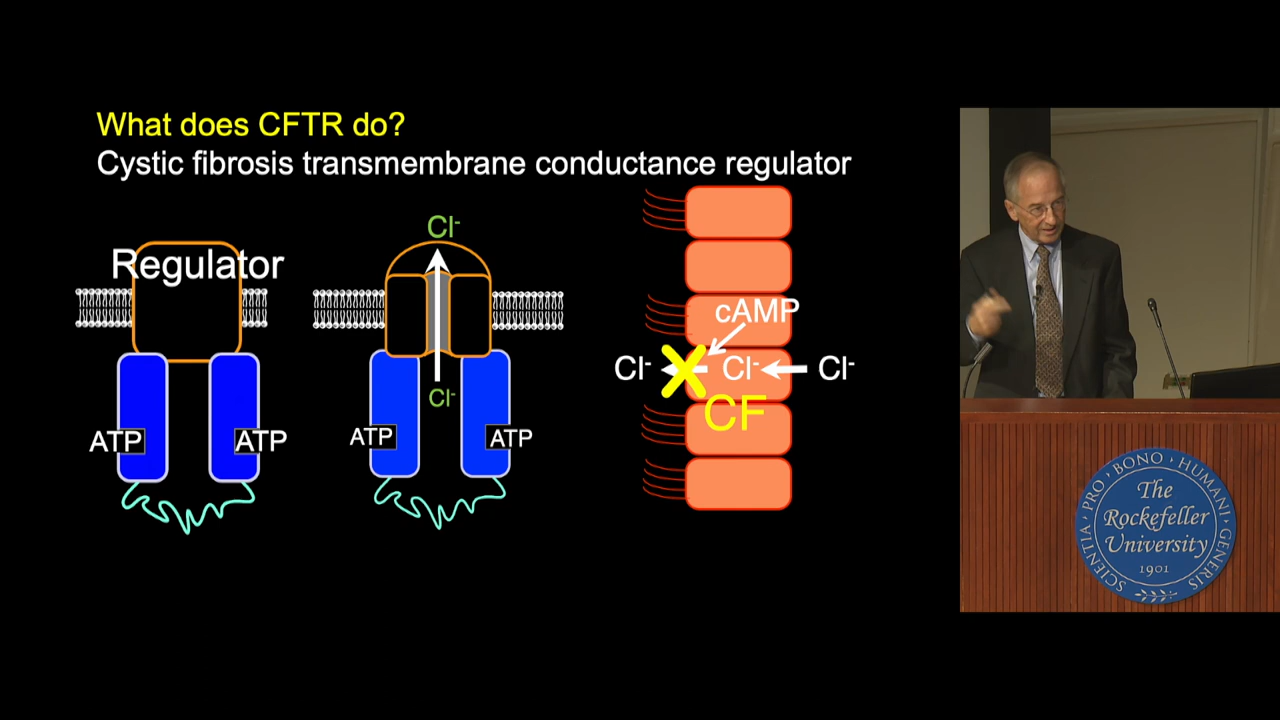 What does CFTR do?
Cystic fibrosis transmembrane conductance regulator
Regulator
ATP ATP
Cl-
Cl-
ATP ATP
cAMP
Cl- Cl- Cl-
CF
SCIENTIA • PRO • BONO • HUMANI • GENERIS
The
Rockefeller
University
1901